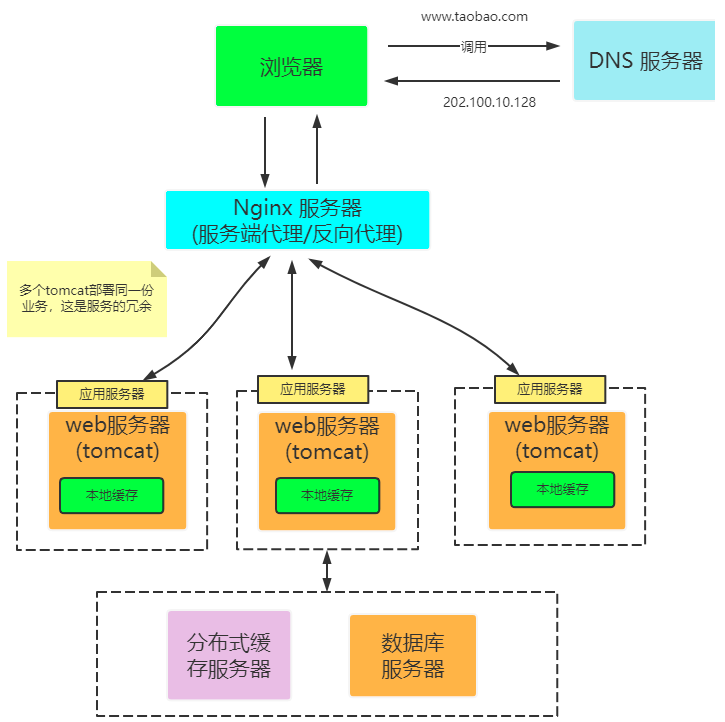 www.taobao.com
浏览器
调用
DNS 服务器
202.100.10.128
Nginx 服务器
(服务端代理/反向代理)
多个tomcat部署同一份
业务，这是服务的冗余
应用服务器
web服务器
(tomcat)
本地缓存
应用服务器
web服务器
(tomcat)
本地缓存
应用服务器
web服务器
(tomcat)
本地缓存
分布式缓
存服务器
数据库
服务器